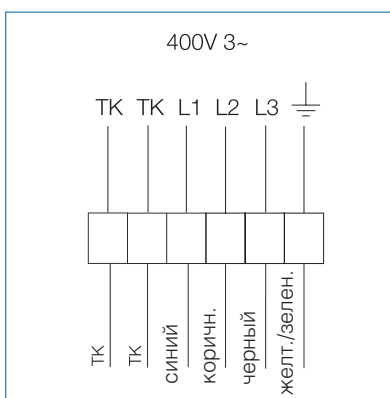 400V 3~
TK TK L1 L2 L3
TK
TK
синий
коричн.
черный
желт./зелен.